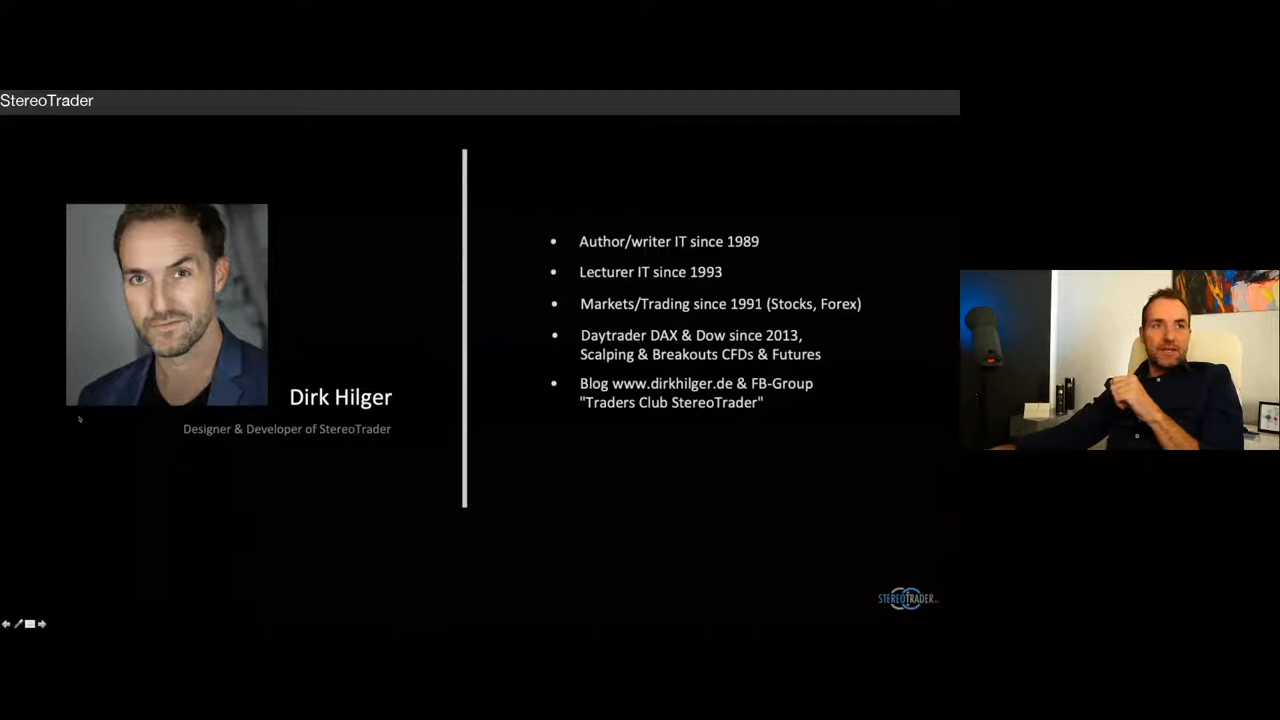 StereoTrader
Dirk Hilger
Designer & Developer of StereoTrader
• Author/writer IT since 1989
• Lecturer IT since 1993
• Markets/Trading since 1991 (Stocks, Forex)
• Daytrader DAX & Dow since 2013,
Scalping & Breakouts CFDs & Futures
• Blog www.dirkhilger.de & FB-Group
"Traders Club StereoTrader"
STEREOTRADER